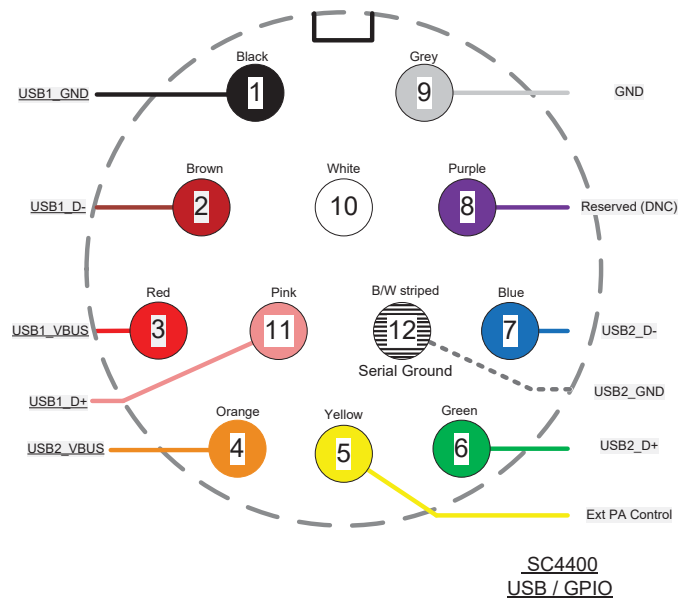 Black
Grey
USB1_GND
1
9
GND
Brown
White
Purple
USB1_D-
2
10
8
Reserved (DNC)
Red
Pink
B/W striped
Blue
USB1_VBUS
3
11
12
7
USB2_D-
Serial Ground
USB2_GND
USB1_D+
Orange
Yellow
Green
USB2_VBUS
4
5
6
USB2_D+
Ext PA Control
SC4400
USB / GPIO